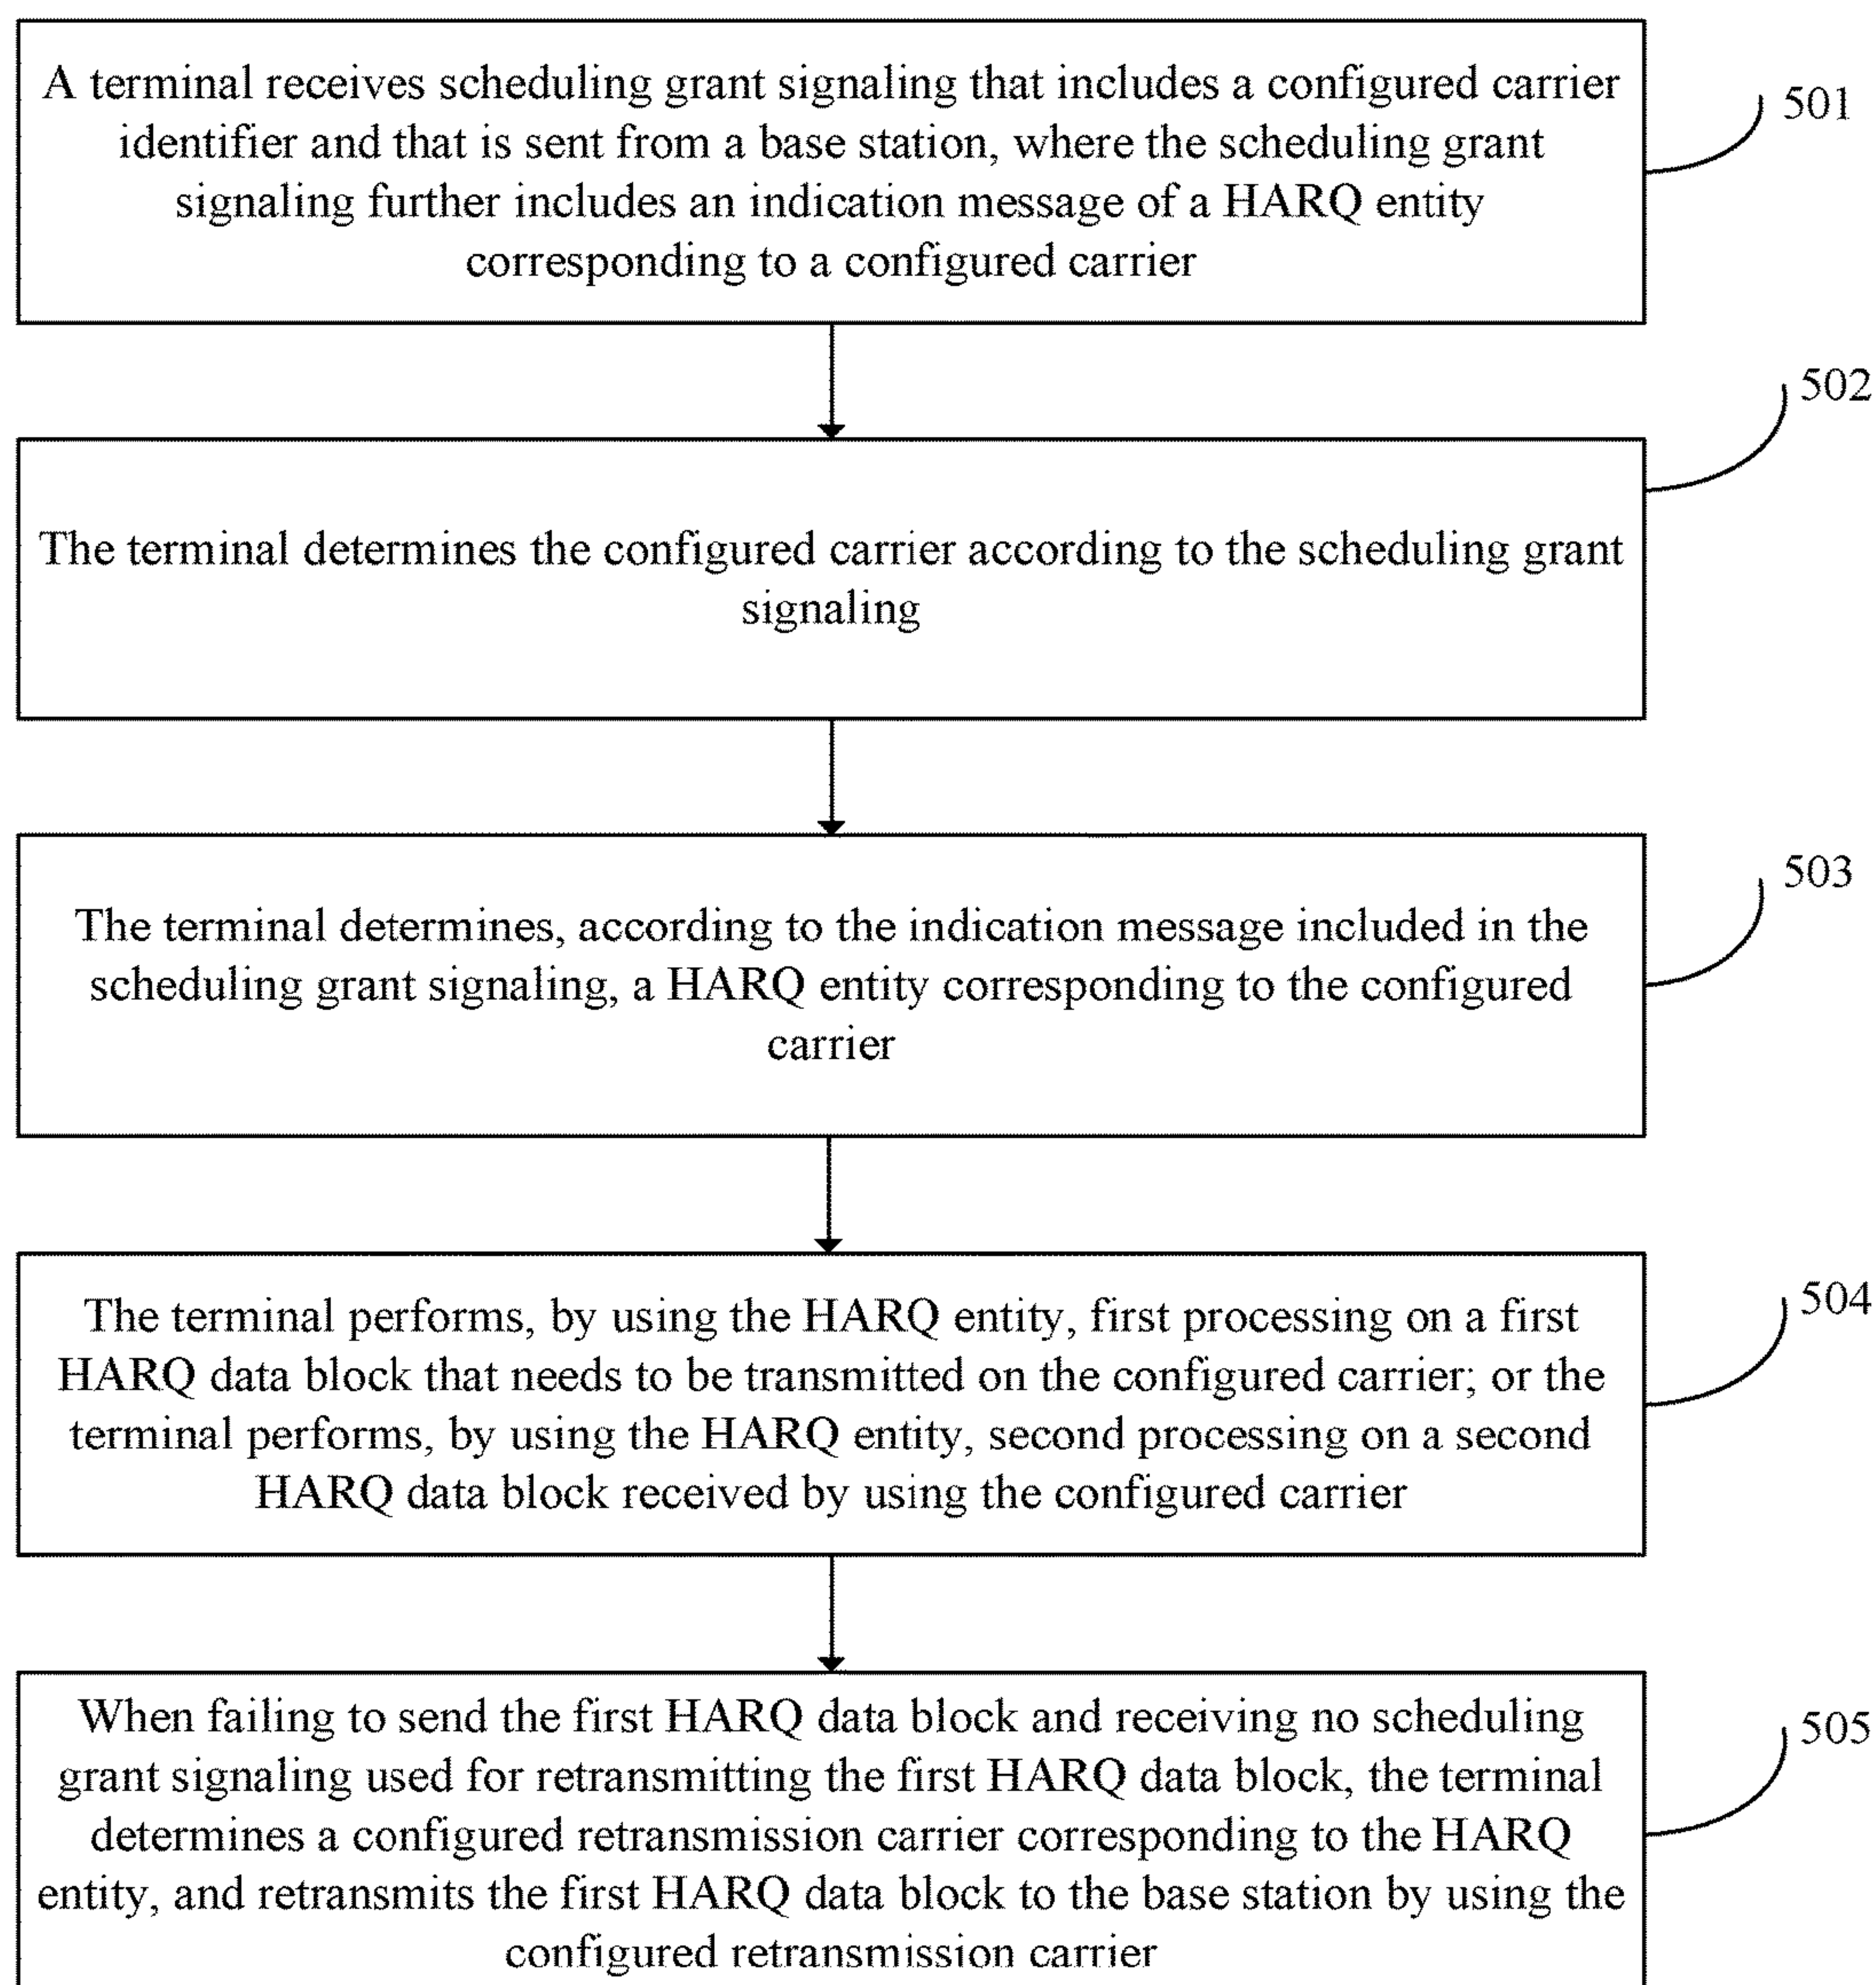 A terminal receives scheduling grant signaling that includes a configured carrier
identifier and that is sent from a base station, where the scheduling grant
signaling further includes an indication message of a HARQ entity
corresponding to a configured carrier
501
The terminal determines the configured carrier according to the scheduling grant
signaling
502
The terminal determines, according to the indication message included in the
scheduling grant signaling, a HARQ entity corresponding to the configured
carrier
503
The terminal performs, by using the HARQ entity, first processing on a first
HARQ data block that needs to be transmitted on the configured carrier; or the
terminal performs, by using the HARQ entity, second processing on a second
HARQ data block received by using the configured carrier
504
When failing to send the first HARQ data block and receiving no scheduling
grant signaling used for retransmitting the first HARQ data block, the terminal
determines a configured retransmission carrier corresponding to the HARQ
entity, and retransmits the first HARQ data block to the base station by using the
configured retransmission carrier
505